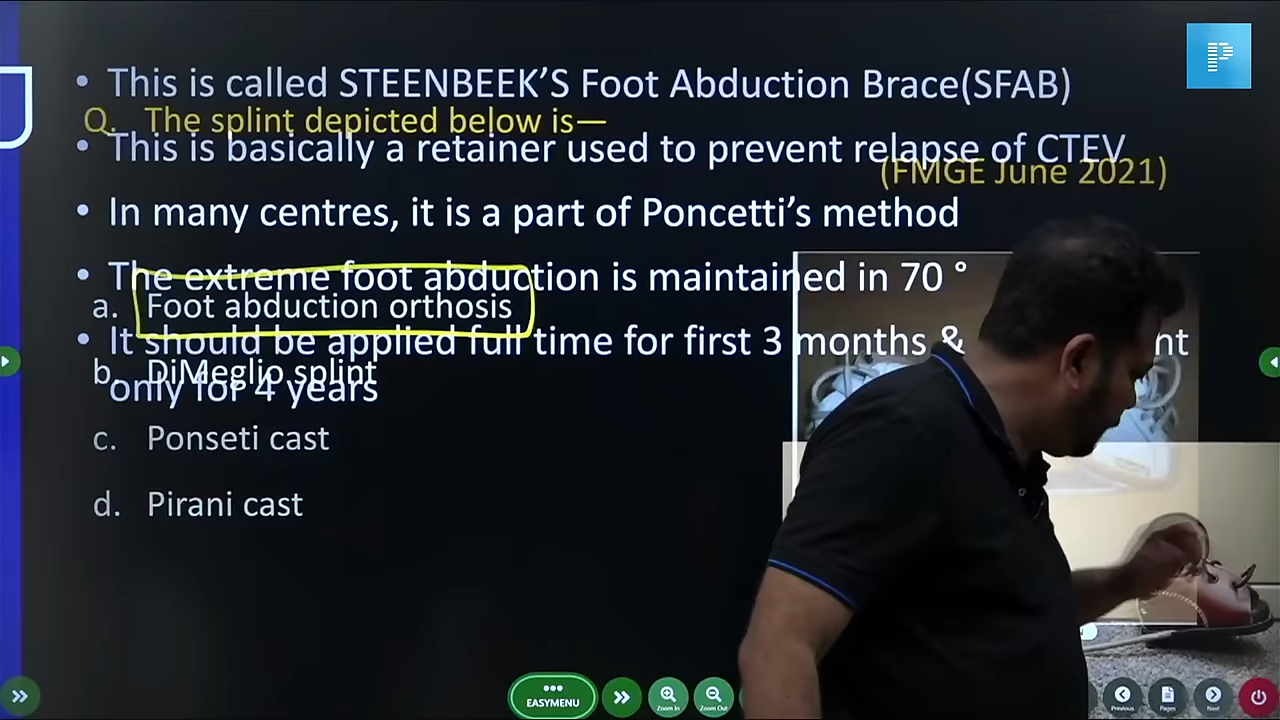 • This is called STEENBEEK’S Foot Abduction Brace(SFAB)
Q. The splint depicted below is—
• This is basically a retainer used to prevent relapse of CTEV
(FMGE June 2021)
• In many centres, it is a part of Poncetti’s method
• The extreme foot abduction is maintained in 70 °
a. Foot abduction orthosis
• It should be applied full time for first 3 months & nt
b. DiMeglio splint
only for 4 years
c. Ponseti cast
d. Pirani cast
EASYMENU
Zoom In
Zoom Out
Previous
Pages
Next
P